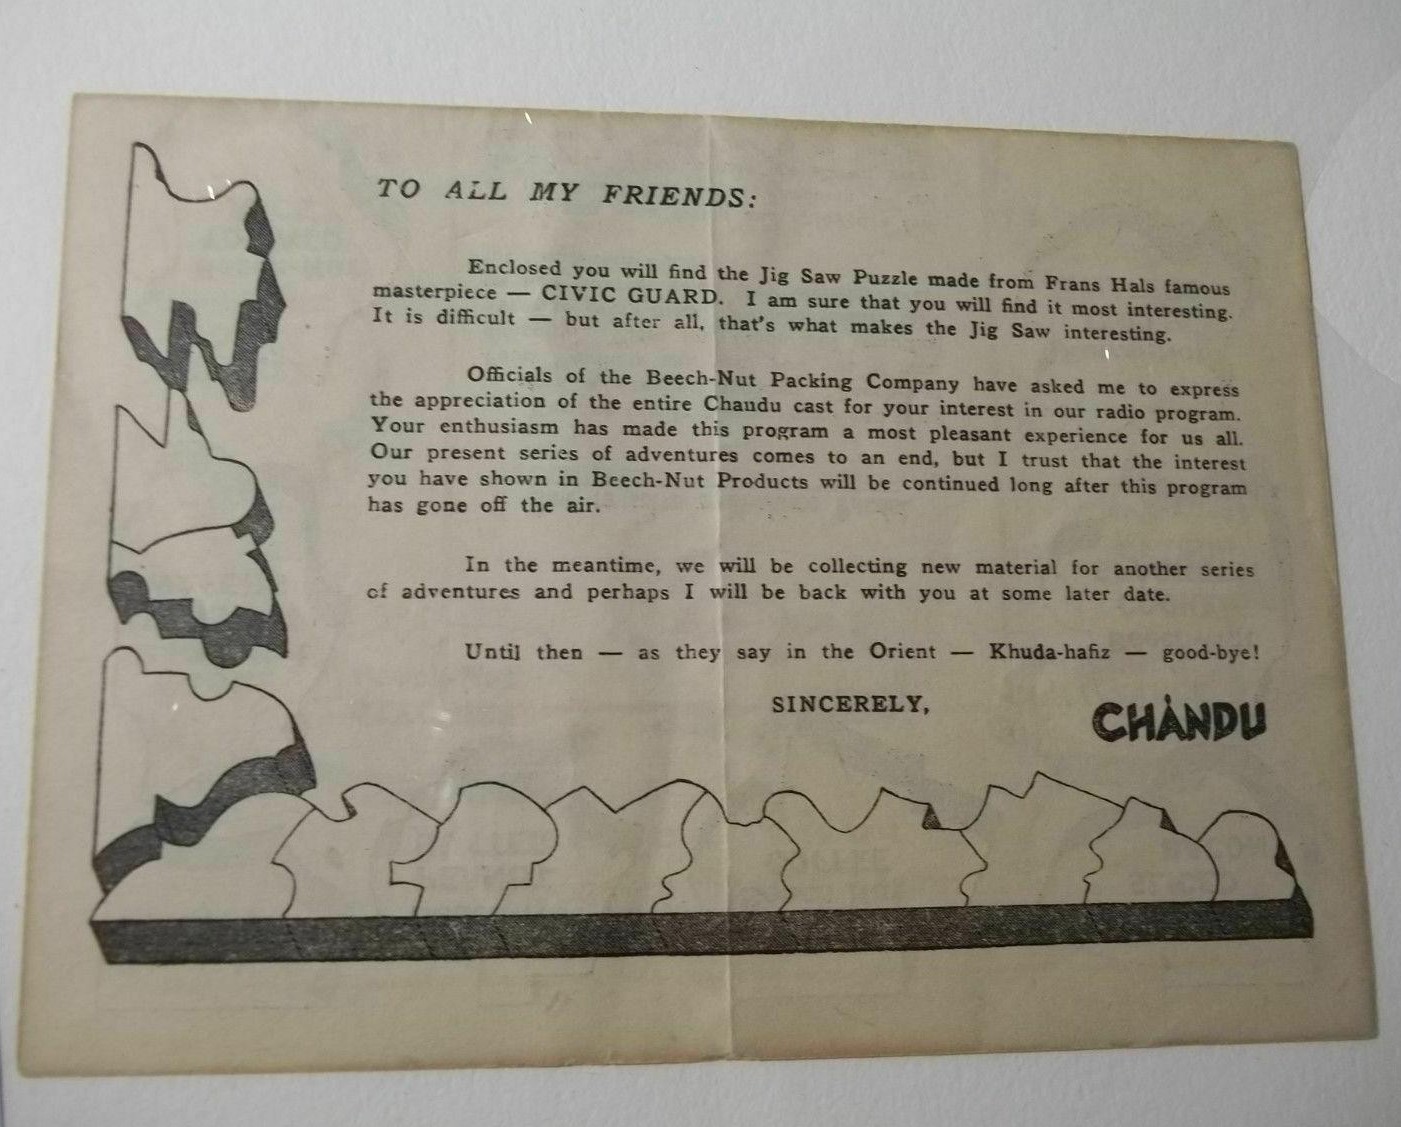 TO ALL MY FRIENDS:
Enclosed you will find the Jig Saw Puzzle made from Frans Hals famous
masterpiece — CIVIC GUARD. I am sure that you will find it most interesting.
It is difficult — but after all, that's what makes the Jig Saw interesting.
Officials of the Beech-Nut Packing Company have asked me to express
the appreciation of the entire Chandu cast for your interest in our radio program.
Your enthusiasm has made this program a most pleasant experience for us all.
Our present series of adventures comes to an end, but I trust that the interest
you have shown in Beech-Nut Products will be continued long after this program
has gone off the air.
In the meantime, we will be collecting new material for another series
of adventures and perhaps I will be back with you at some later date.
Until then — as they say in the Orient — Khuda-hafiz — good-bye!
SINCERELY,
CHANDU